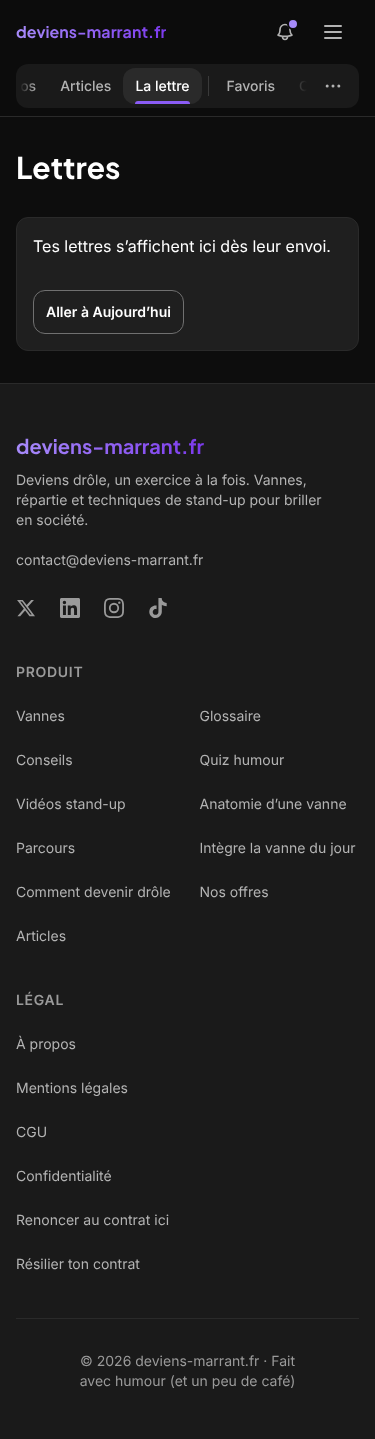 deviens-marrant.fr
os Articles La lettre Favoris
Lettres
Tes lettres s’affichent ici dès leur envoi.
Aller à Aujourd’hui
deviens-marrant.fr
Deviens drôle, un exercice à la fois. Vannes,
répartie et techniques de stand-up pour briller
en société.
contact@deviens-marrant.fr
PRODUIT
Vannes Glossaire
Conseils Quiz humour
Vidéos stand-up Anatomie d’une vanne
Parcours Intègre la vanne du jour
Comment devenir drôle Nos offres
Articles
LÉGAL
À propos
Mentions légales
CGU
Confidentialité
Renoncer au contrat ici
Résilier ton contrat
© 2026 deviens-marrant.fr · Fait
avec humour (et un peu de café)